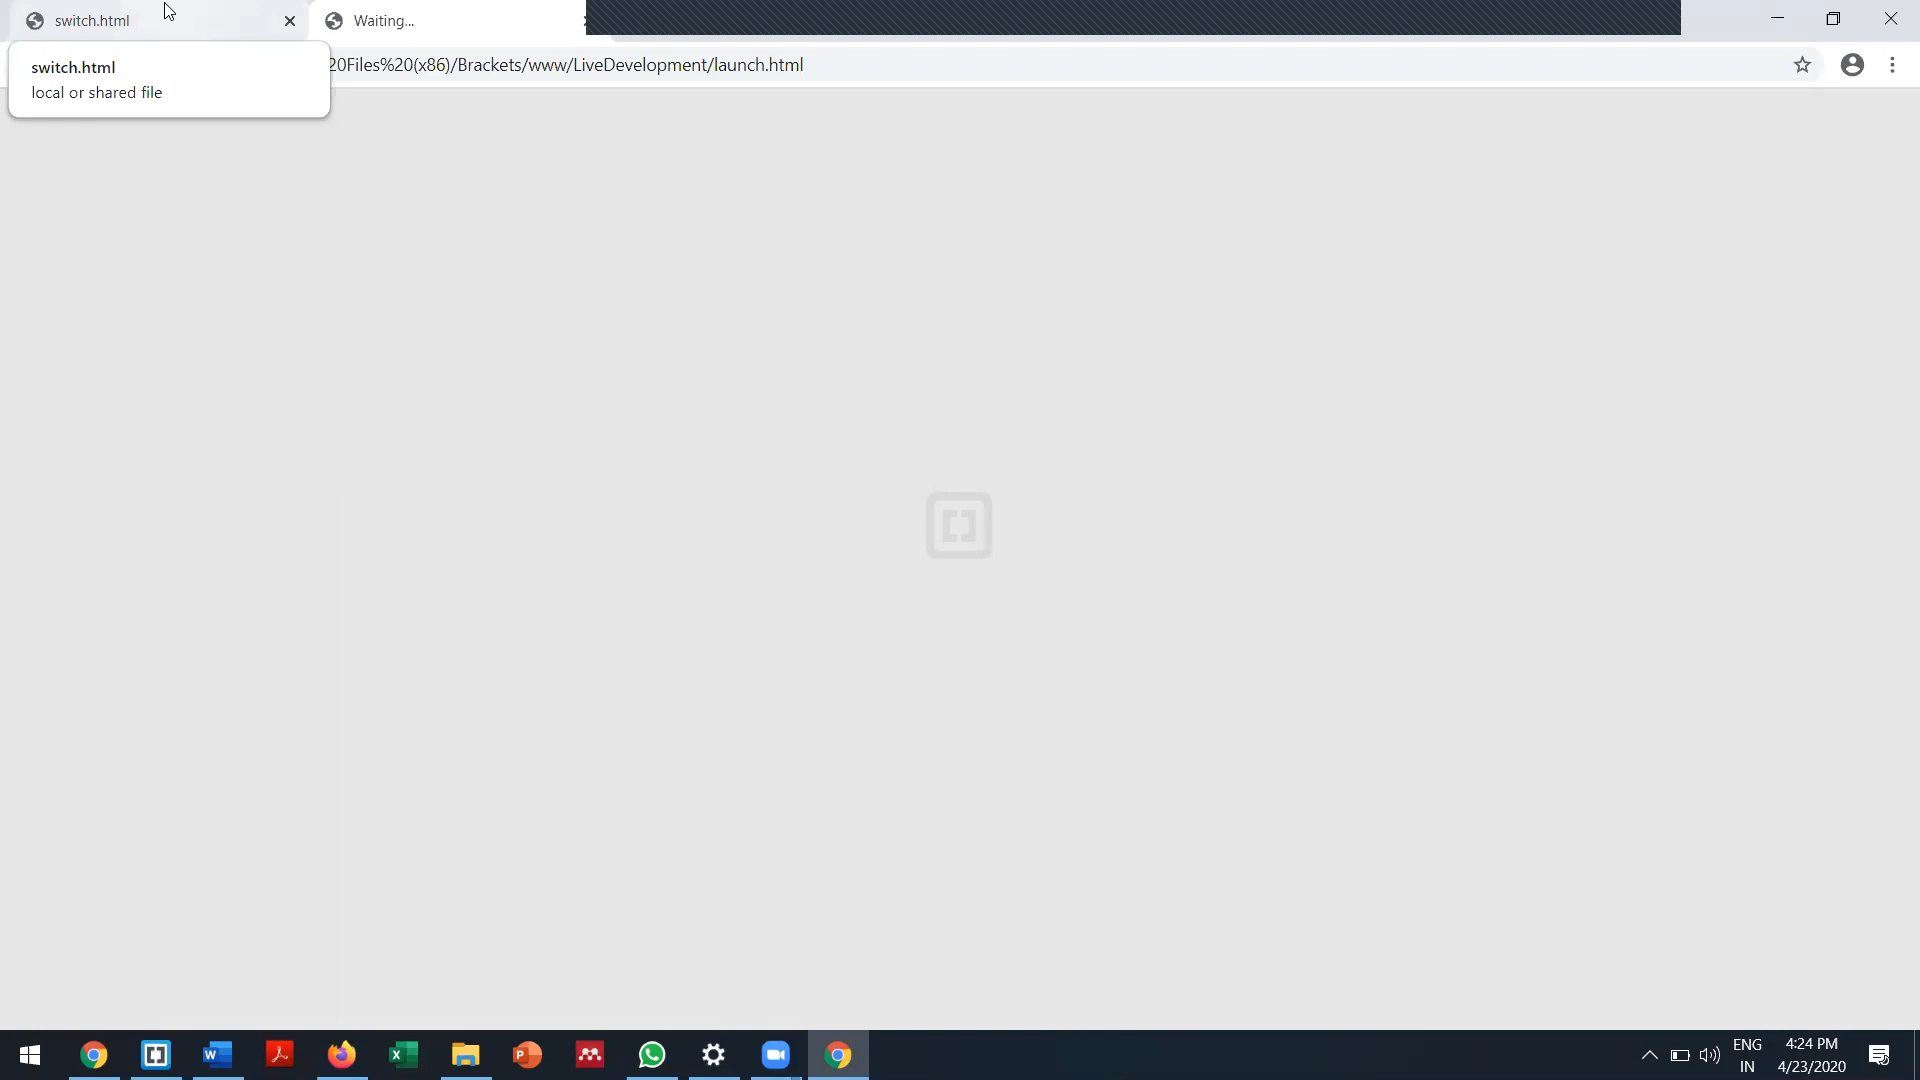 switch.html
Waiting...
switch.html
local or shared file
20Files%20(x86)/Brackets/www/LiveDevelopment/launch.html
ENG
IN
4:24 PM
4/23/2020